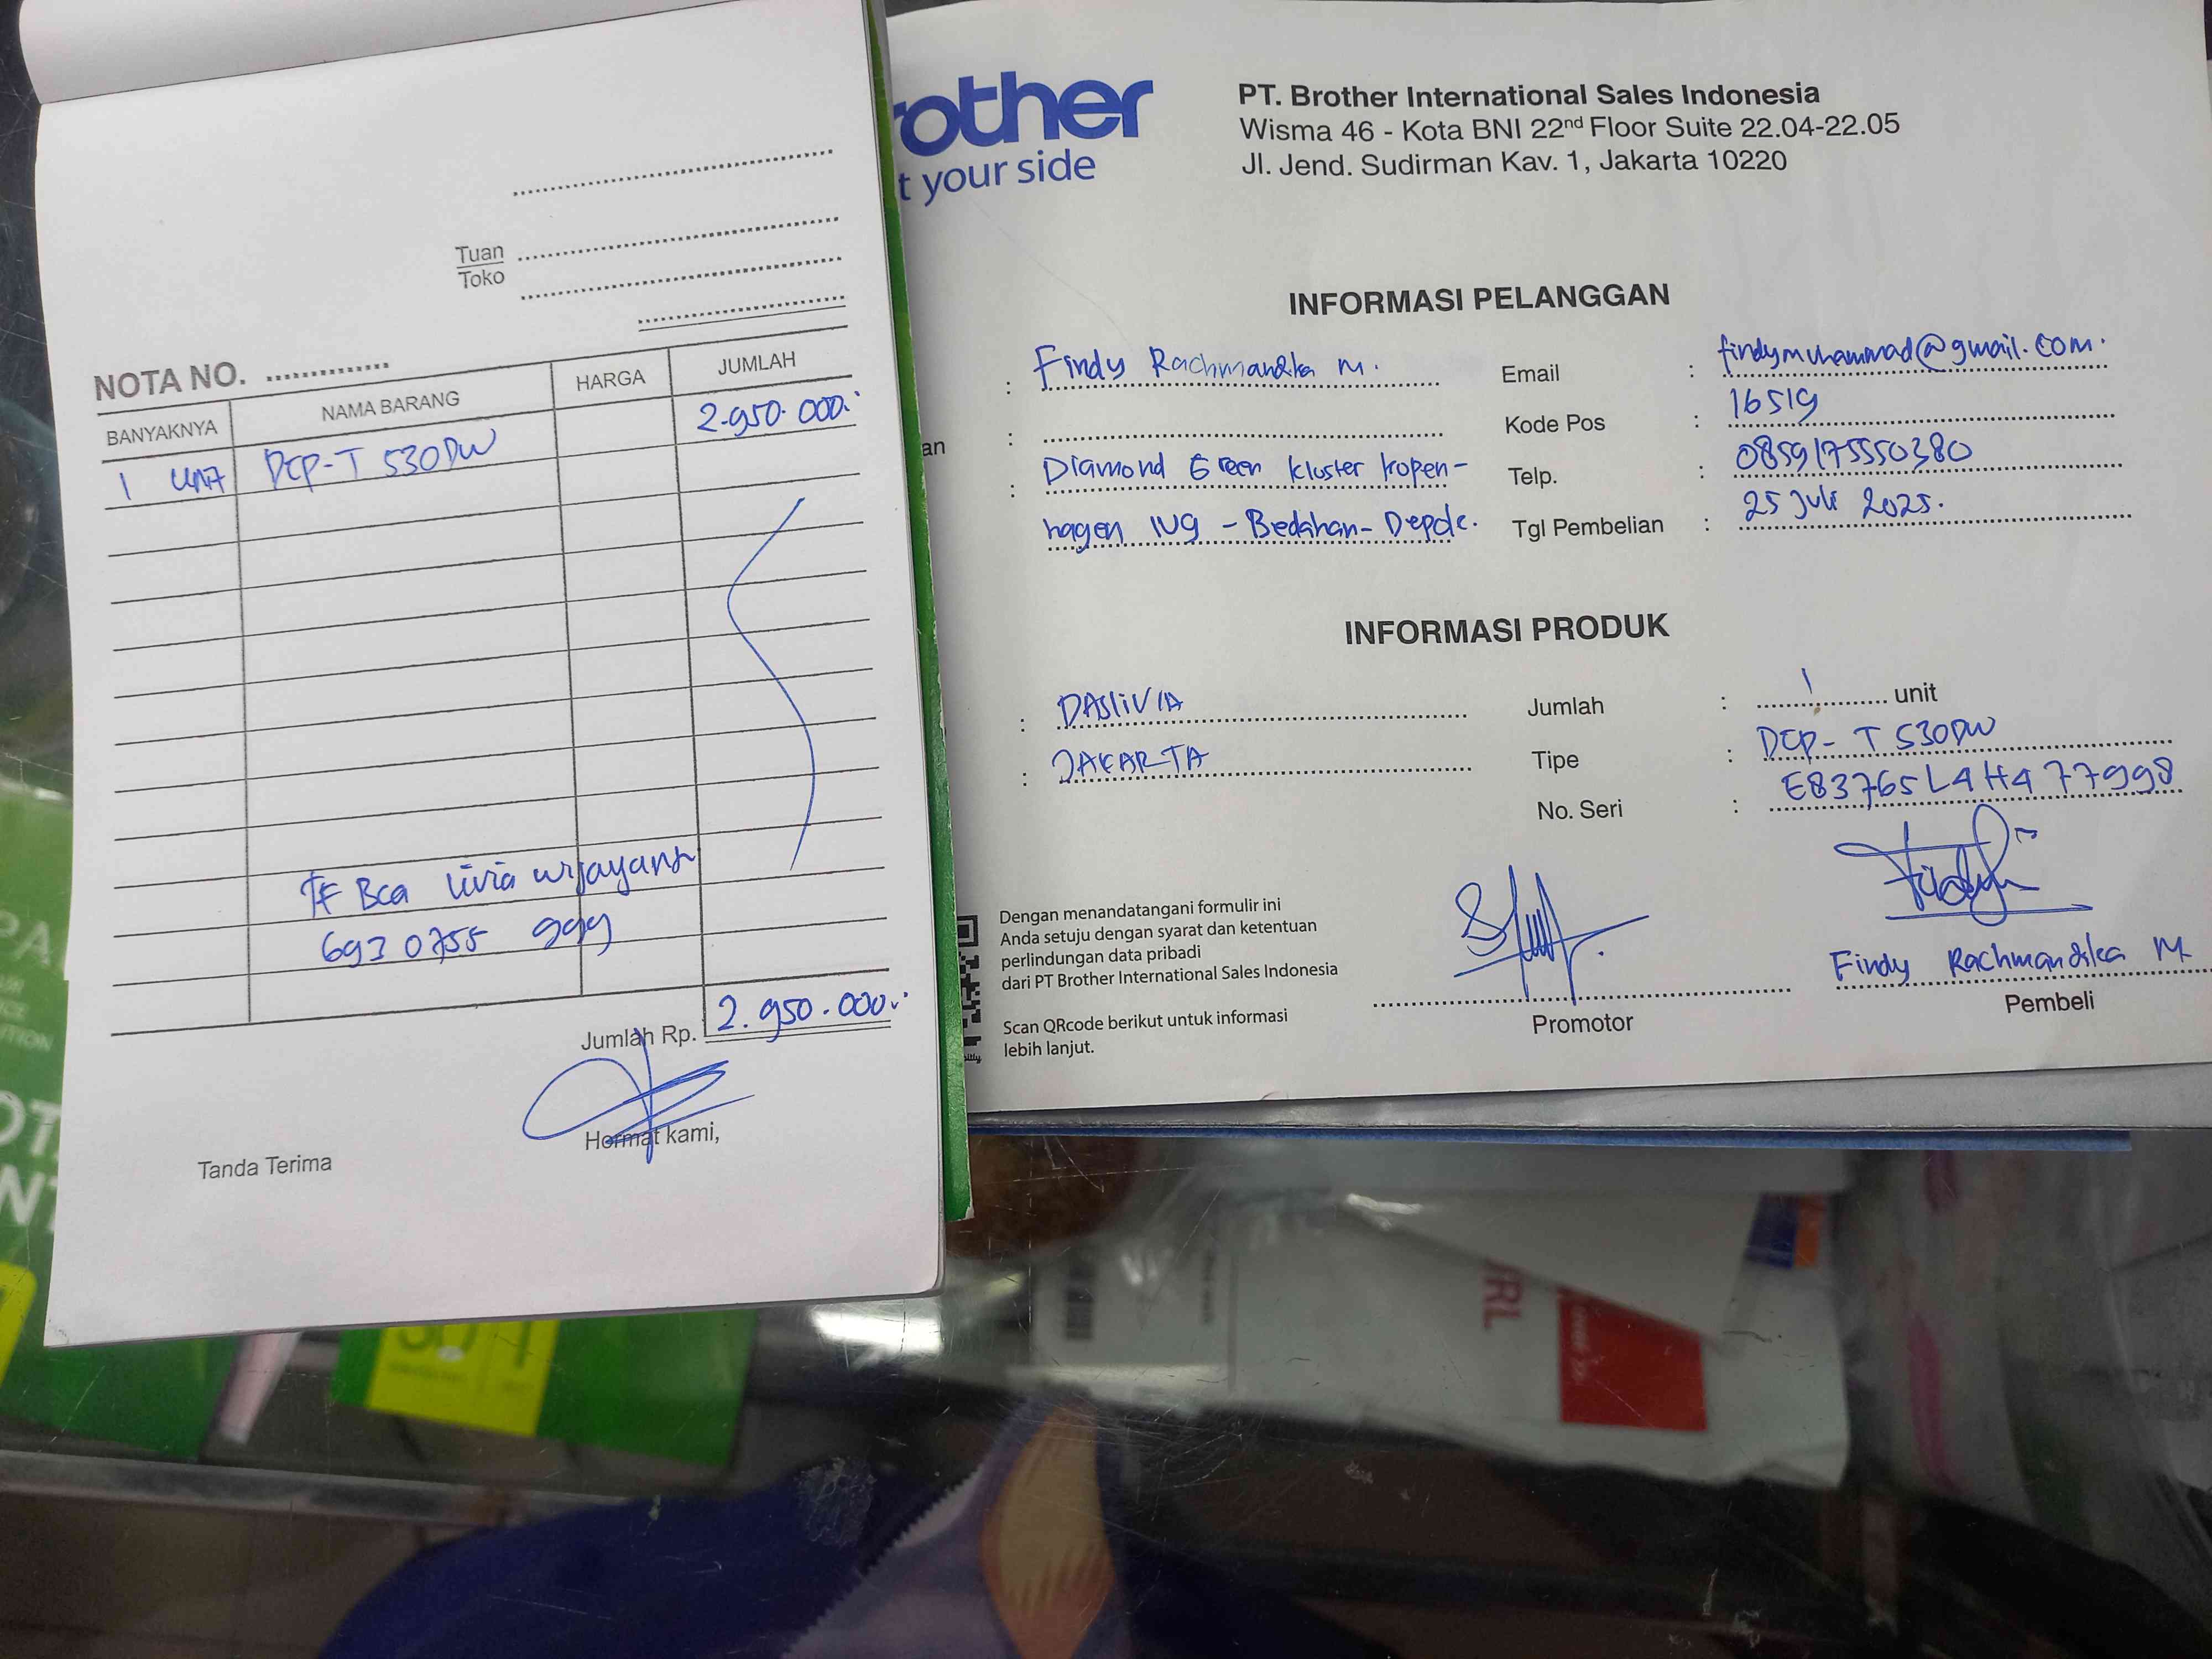 Tuan
Toko
NOTA NO. ................
BANYAKNYA NAMA BARANG HARGA JUMLAH
1 unit DCP-T 530DW 2.950.000.-
TF Bca livia wijayanti
693 0755 999
Jumlah Rp. 2.950.000.-
Tanda Terima Hormat kami,
rother
t your side
PT. Brother International Sales Indonesia
Wisma 46 - Kota BNI 22nd Floor Suite 22.04-22.05
Jl. Jend. Sudirman Kav. 1, Jakarta 10220
INFORMASI PELANGGAN
: Findy Rachmandika M. Email : findymuhammad@gmail.com.
an : Kode Pos : 16519
: Diamond Green kluster kopen- Telp. : 0859175550380
hagen IV9 - Bedahan - Depok. Tgl Pembelian : 25 Juli 2025.
INFORMASI PRODUK
: DASLIVIA Jumlah : 1 unit
: JAKARTA Tipe : DCP- T 530DW
No. Seri : E83765L4H477998
Dengan menandatangani formulir ini
Anda setuju dengan syarat dan ketentuan
perlindungan data pribadi
dari PT Brother International Sales Indonesia
Scan QRcode berikut untuk informasi
lebih lanjut.
Promotor
Findy Rachmandika M.
Pembeli